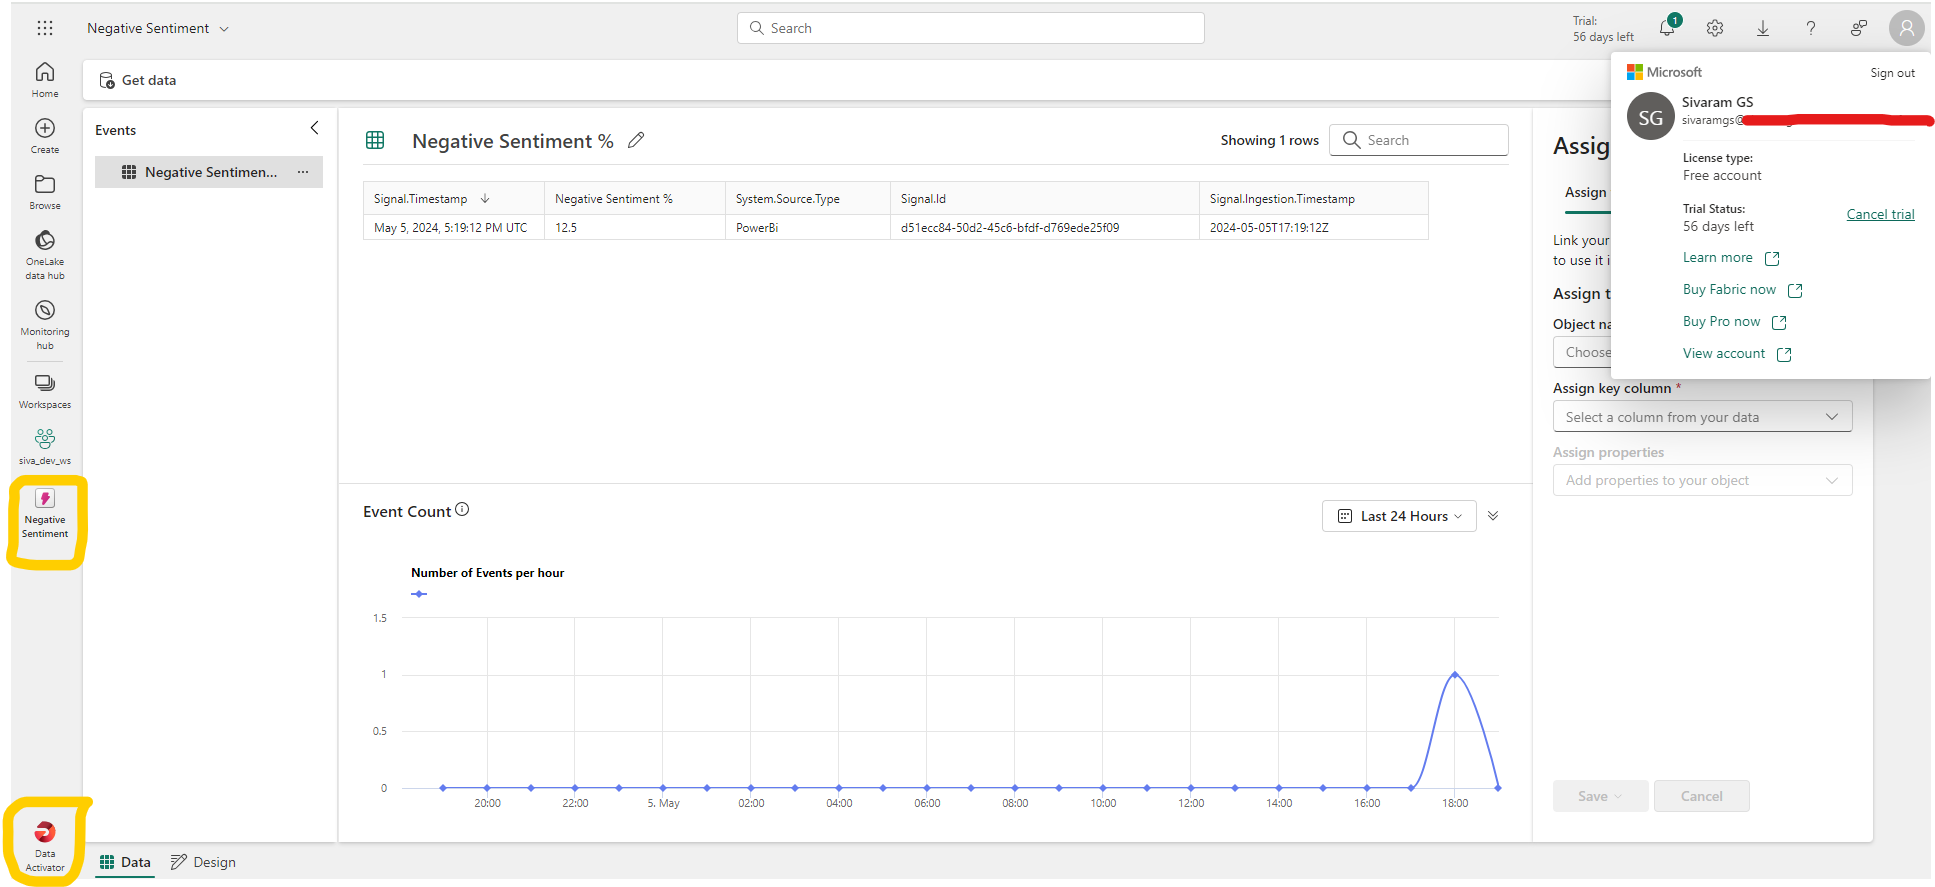 Negative Sentiment
Search
Trial:
56 days left
1
Home
Create
Browse
OneLake
data hub
Monitoring
hub
Workspaces
siva_dev_ws
Negative
Sentiment
Data
Activator
Get data
Events
Negative Sentimen...
Negative Sentiment %
Showing 1 rows
Search
Signal.Timestamp
Negative Sentiment %
System.Source.Type
Signal.Id
Signal.Ingestion.Timestamp
May 5, 2024, 5:19:12 PM UTC
12.5
PowerBi
d51ecc84-50d2-45c6-bfdf-d769ede25f09
2024-05-05T17:19:12Z
Event Count
Last 24 Hours
Number of Events per hour
1.5
1
0.5
0
20:00
22:00
5. May
02:00
04:00
06:00
08:00
10:00
12:00
14:00
16:00
18:00
Data
Design
Microsoft
Sign out
SG
Sivaram GS
sivaramgs@
License type:
Free account
Trial Status:
56 days left
Cancel trial
Learn more
Buy Fabric now
Buy Pro now
View account
Assig
Assign
Link your
to use it i
Assign t
Object na
Choose
Assign key column *
Select a column from your data
Assign properties
Add properties to your object
Save
Cancel